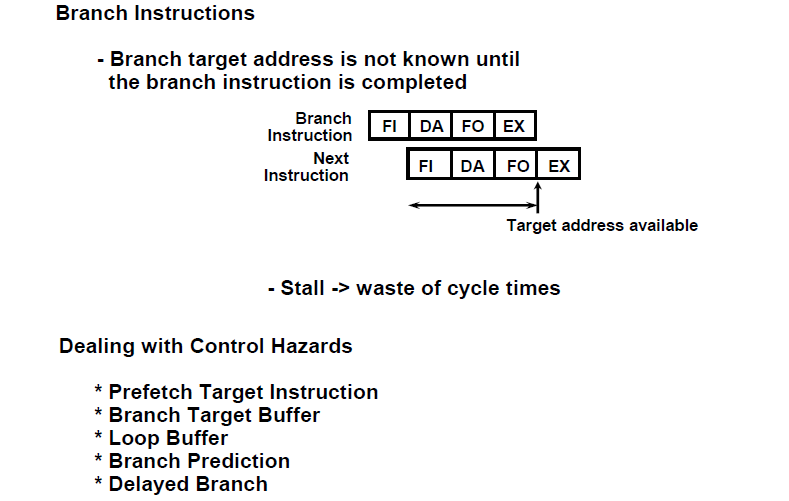 Branch Instructions
- Branch target address is not known until
the branch instruction is completed
Branch
Instruction
FI DA FO EX
Next
Instruction
FI DA FO EX
Target address available
- Stall -> waste of cycle times
Dealing with Control Hazards
* Prefetch Target Instruction
* Branch Target Buffer
* Loop Buffer
* Branch Prediction
* Delayed Branch